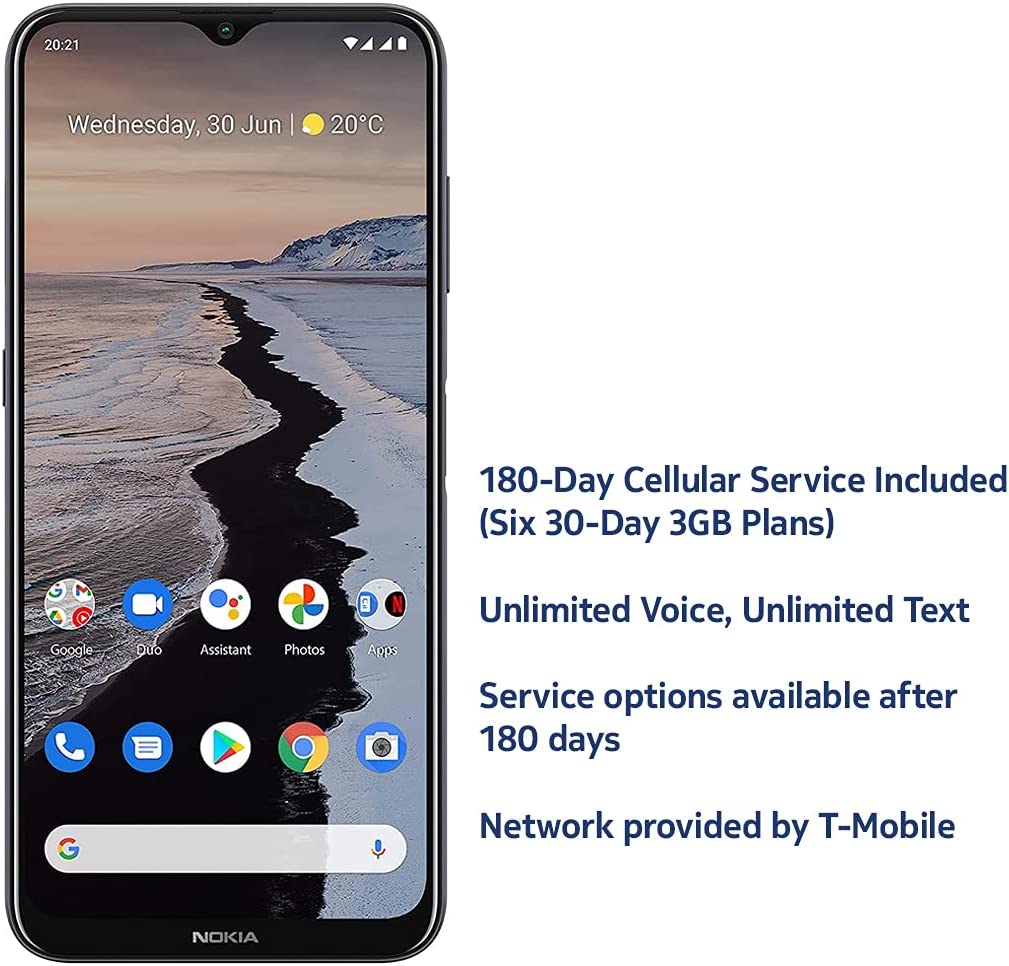 20:21
Wednesday, 30 Jun | 20°C
Google Duo Assistant Photos Apps
NOKIA
180-Day Cellular Service Included
(Six 30-Day 3GB Plans)
Unlimited Voice, Unlimited Text
Service options available after
180 days
Network provided by T-Mobile